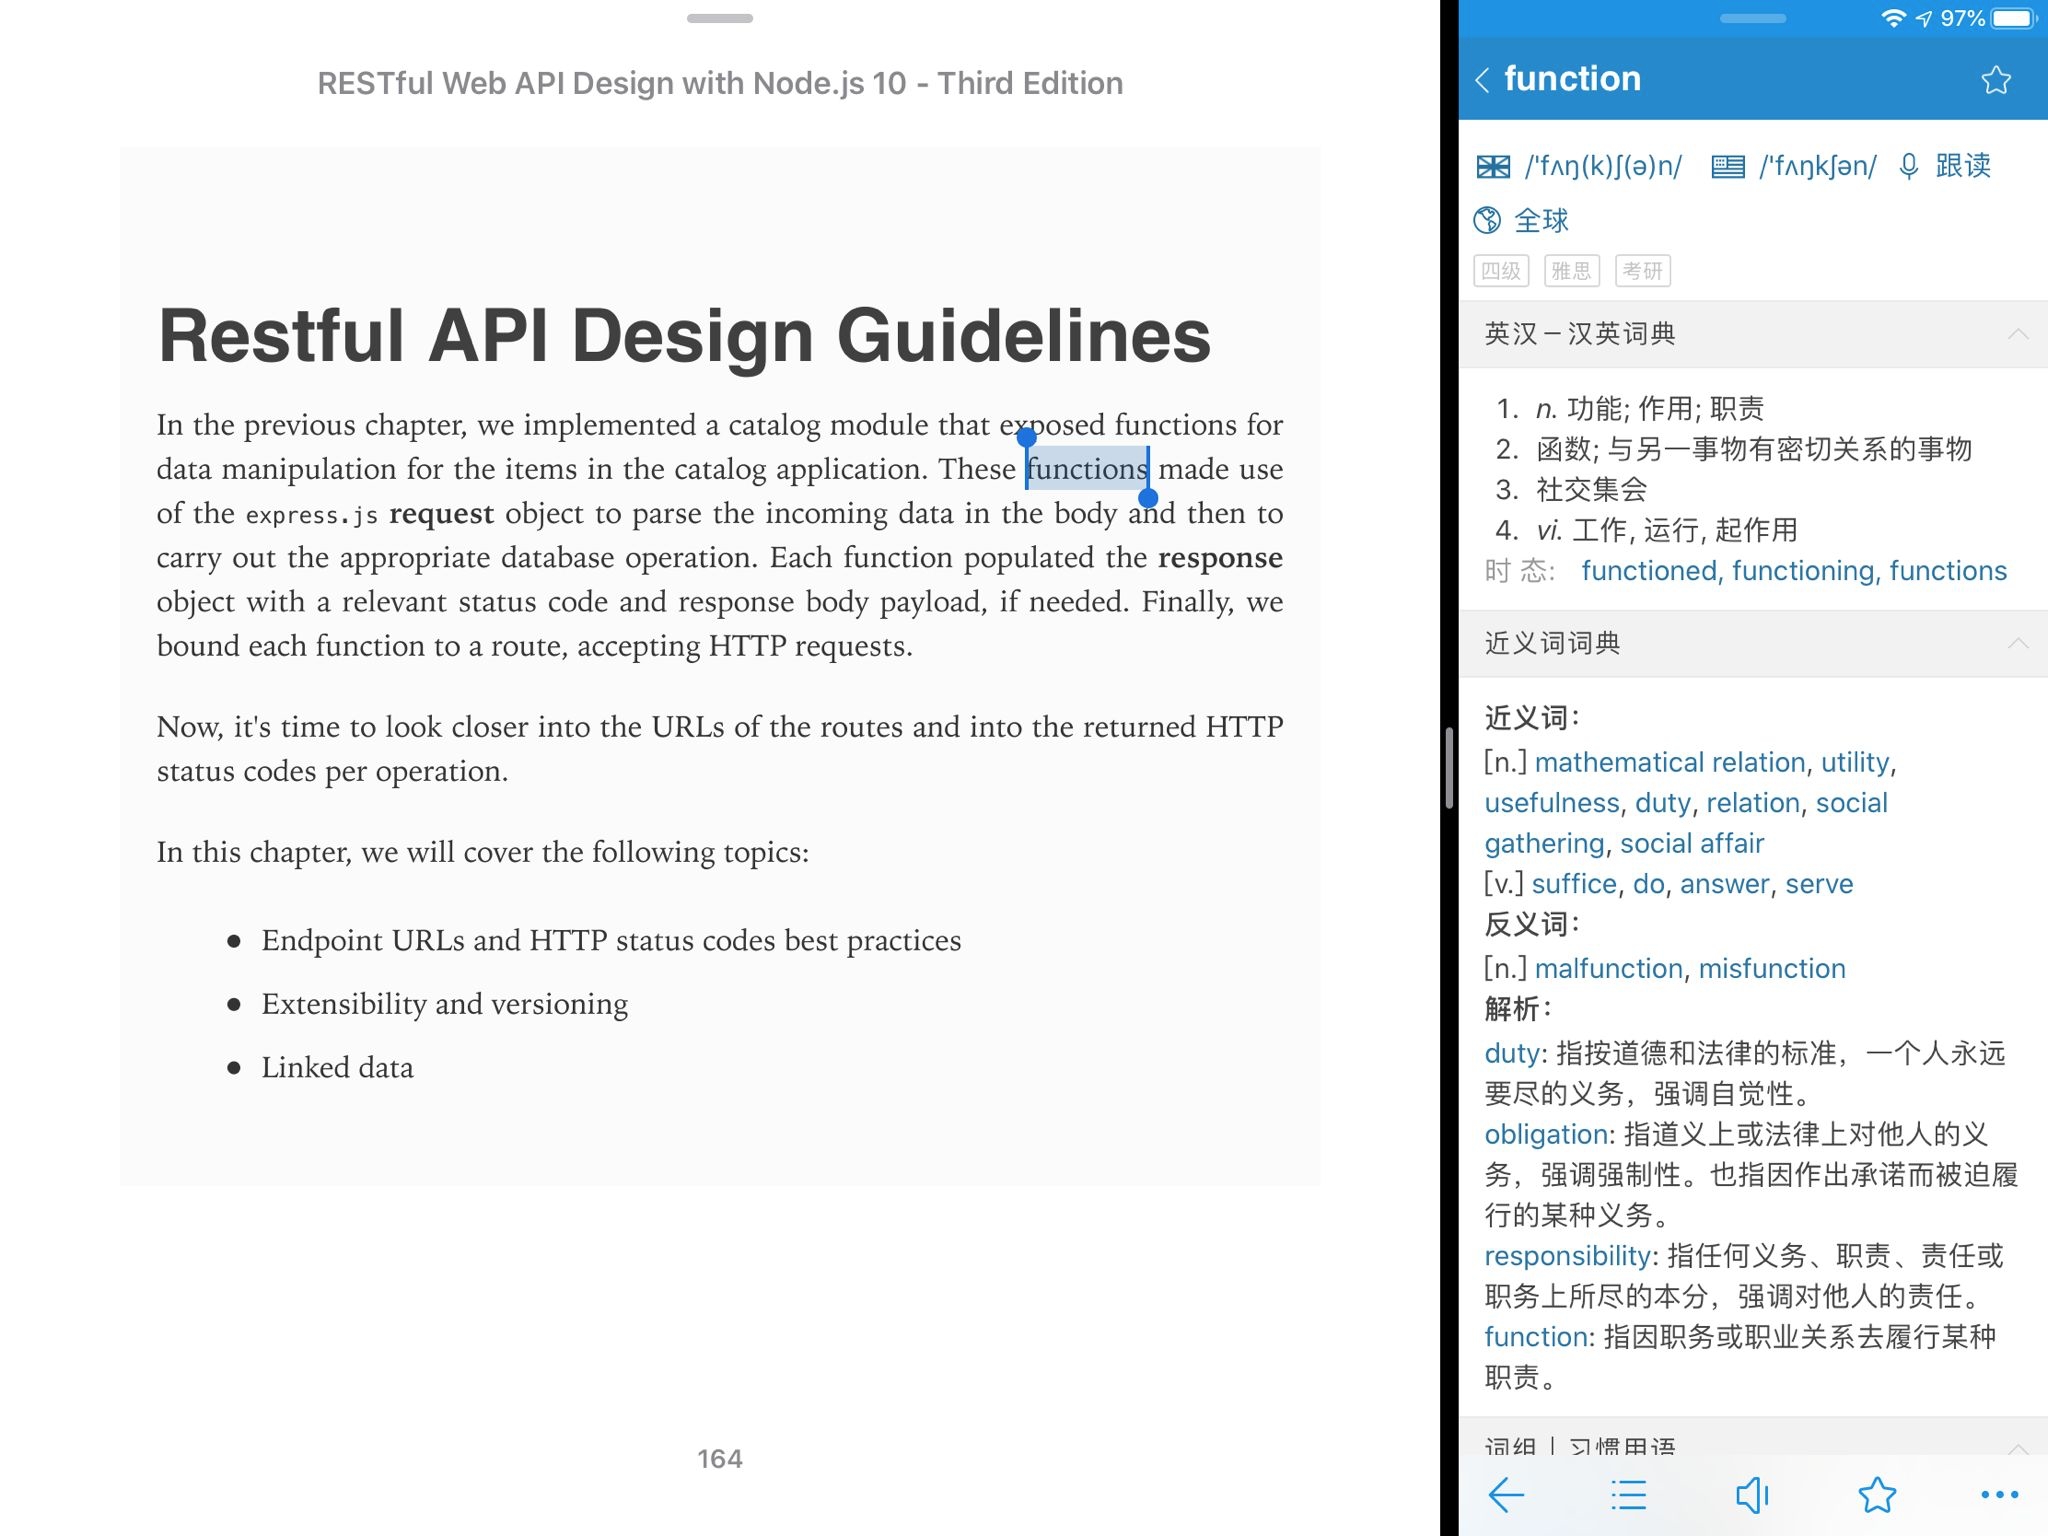 RESTful Web API Design with Node.js 10 - Third Edition
Restful API Design Guidelines
In the previous chapter, we implemented a catalog module that exposed functions for
data manipulation for the items in the catalog application. These functions made use
of the express.js request object to parse the incoming data in the body and then to
carry out the appropriate database operation. Each function populated the response
object with a relevant status code and response body payload, if needed. Finally, we
bound each function to a route, accepting HTTP requests.
Now, it's time to look closer into the URLs of the routes and into the returned HTTP
status codes per operation.
In this chapter, we will cover the following topics:
● Endpoint URLs and HTTP status codes best practices
● Extensibility and versioning
● Linked data
164
97%
function
/'fʌŋ(k)ʃ(ə)n/ /'fʌŋkʃən/ 跟读
全球
四级 雅思 考研
英汉－汉英词典
1. n. 功能; 作用; 职责
2. 函数; 与另一事物有密切关系的事物
3. 社交集会
4. vi. 工作, 运行, 起作用
时 态: functioned, functioning, functions
近义词词典
近义词：
[n.] mathematical relation, utility,
usefulness, duty, relation, social
gathering, social affair
[v.] suffice, do, answer, serve
反义词：
[n.] malfunction, misfunction
解析：
duty: 指按道德和法律的标准，一个人永远
要尽的义务，强调自觉性。
obligation: 指道义上或法律上对他人的义
务，强调强制性。也指因作出承诺而被迫履
行的某种义务。
responsibility: 指任何义务、职责、责任或
职务上所尽的本分，强调对他人的责任。
function: 指因职务或职业关系去履行某种
职责。
词组｜习惯用语